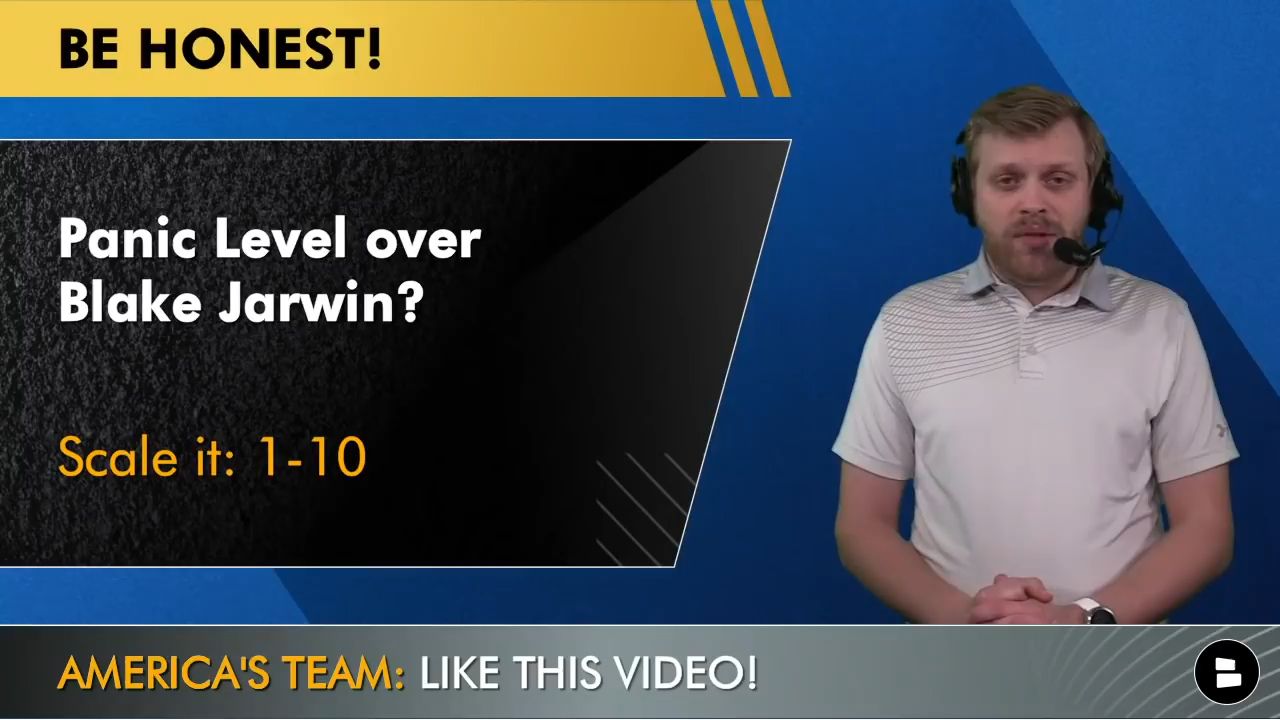 BE HONEST!
Panic Level over
Blake Jarwin?
Scale it: 1-10
AMERICA'S TEAM: LIKE THIS VIDEO!